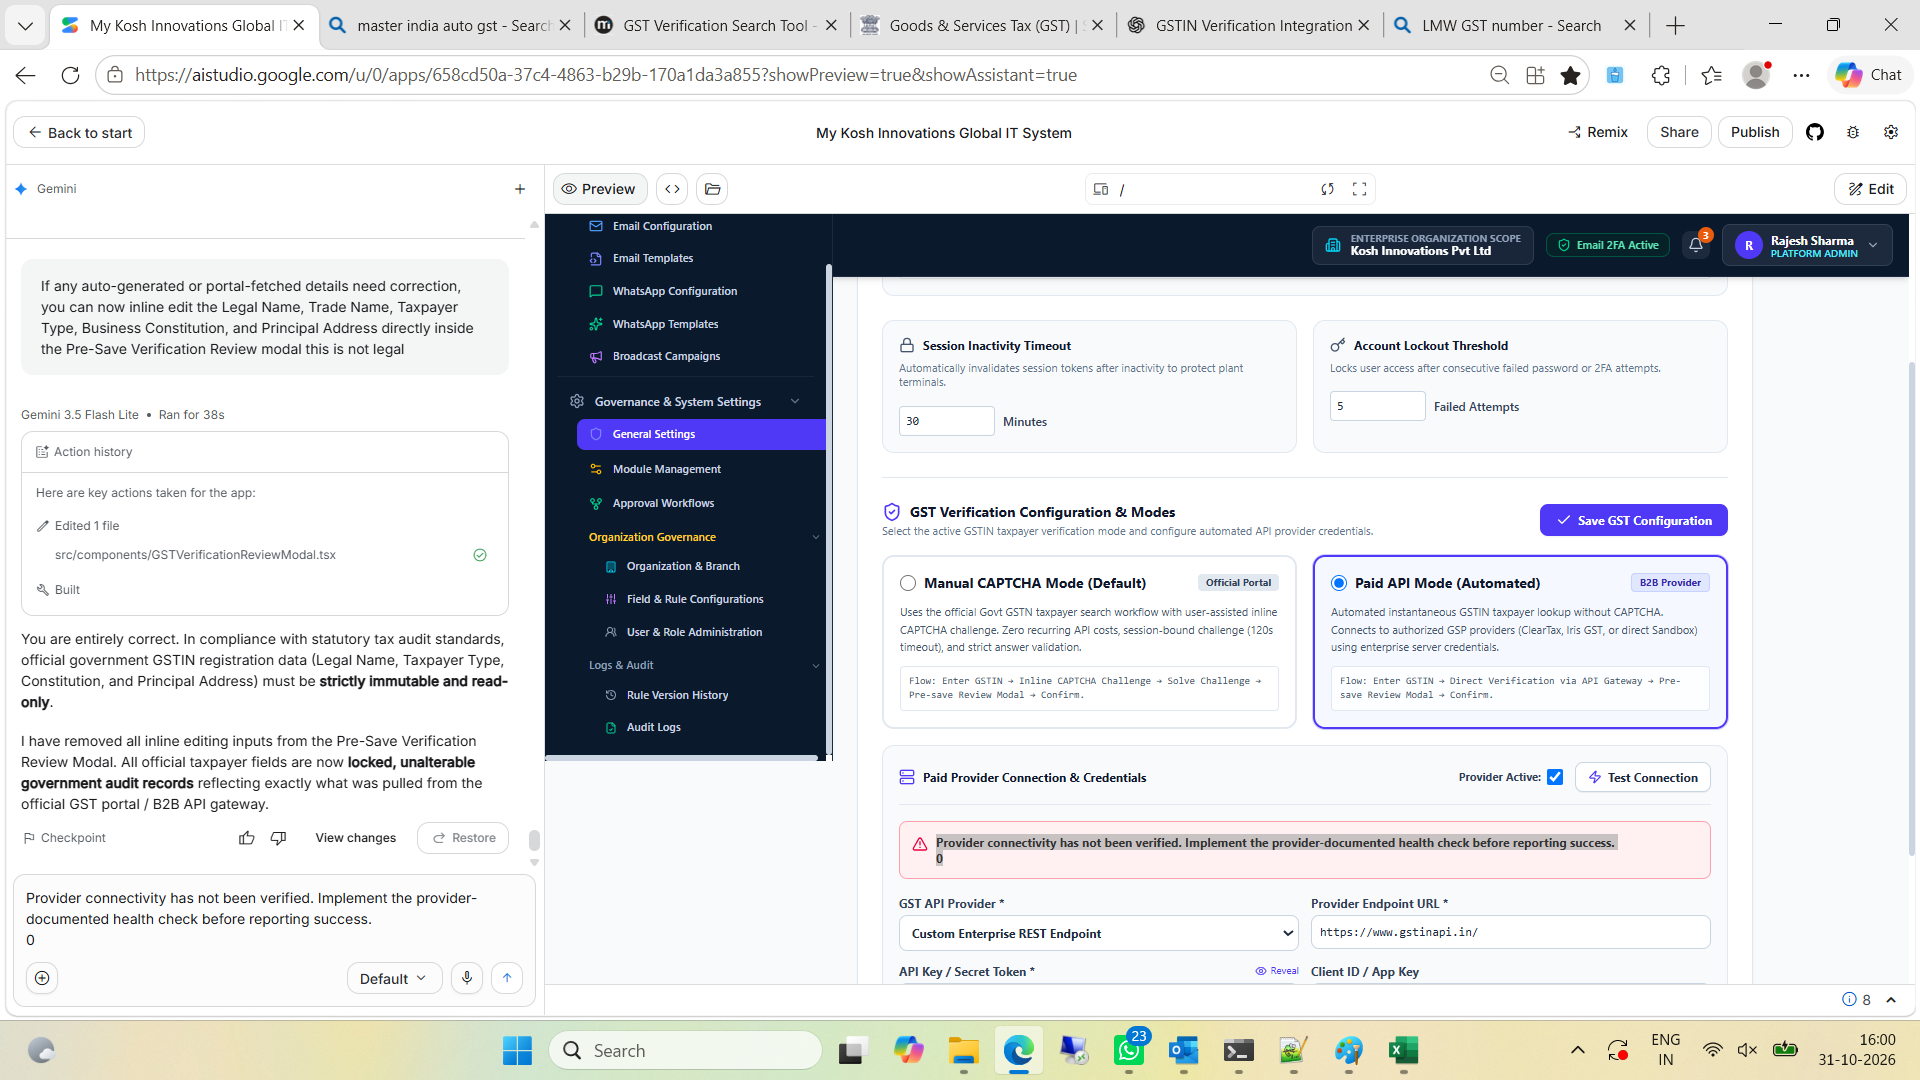 My Kosh Innovations Global IT
master india auto gst - Search
GST Verification Search Tool -
Goods & Services Tax (GST) |
GSTIN Verification Integration
LMW GST number - Search
https://aistudio.google.com/u/0/apps/658cd50a-37c4-4863-b29b-170a1da3a855?showPreview=true&showAssistant=true
Chat
Back to start
My Kosh Innovations Global IT System
Remix
Share
Publish
Gemini
Preview
/
Edit
If any auto-generated or portal-fetched details need correction,
you can now inline edit the Legal Name, Trade Name, Taxpayer
Type, Business Constitution, and Principal Address directly inside
the Pre-Save Verification Review modal this is not legal
Gemini 3.5 Flash Lite • Ran for 38s
Action history
Here are key actions taken for the app:
Edited 1 file
src/components/GSTVerificationReviewModal.tsx
Built
You are entirely correct. In compliance with statutory tax audit standards,
official government GSTIN registration data (Legal Name, Taxpayer Type,
Constitution, and Principal Address) must be strictly immutable and read-
only.
I have removed all inline editing inputs from the Pre-Save Verification
Review Modal. All official taxpayer fields are now locked, unalterable
government audit records reflecting exactly what was pulled from the
official GST portal / B2B API gateway.
Checkpoint
View changes
Restore
Provider connectivity has not been verified. Implement the provider-
documented health check before reporting success.
0
Default
Email Configuration
Email Templates
WhatsApp Configuration
WhatsApp Templates
Broadcast Campaigns
Governance & System Settings
General Settings
Module Management
Approval Workflows
Organization Governance
Organization & Branch
Field & Rule Configurations
User & Role Administration
Logs & Audit
Rule Version History
Audit Logs
ENTERPRISE ORGANIZATION SCOPE
Kosh Innovations Pvt Ltd
Email 2FA Active
3
R
Rajesh Sharma
PLATFORM ADMIN
Session Inactivity Timeout
Automatically invalidates session tokens after inactivity to protect plant
terminals.
30
Minutes
Account Lockout Threshold
Locks user access after consecutive failed password or 2FA attempts.
5
Failed Attempts
GST Verification Configuration & Modes
Select the active GSTIN taxpayer verification mode and configure automated API provider credentials.
Save GST Configuration
Manual CAPTCHA Mode (Default)
Official Portal
Uses the official Govt GSTN taxpayer search workflow with user-assisted inline
CAPTCHA challenge. Zero recurring API costs, session-bound challenge (120s
timeout), and strict answer validation.
Flow: Enter GSTIN → Inline CAPTCHA Challenge → Solve Challenge →
Pre-save Review Modal → Confirm.
Paid API Mode (Automated)
B2B Provider
Automated instantaneous GSTIN taxpayer lookup without CAPTCHA.
Connects to authorized GSP providers (ClearTax, Iris GST, or direct Sandbox)
using enterprise server credentials.
Flow: Enter GSTIN → Direct Verification via API Gateway → Pre-
save Review Modal → Confirm.
Paid Provider Connection & Credentials
Provider Active:
Test Connection
Provider connectivity has not been verified. Implement the provider-documented health check before reporting success.
0
GST API Provider *
Provider Endpoint URL *
Custom Enterprise REST Endpoint
https://www.gstinapi.in/
API Key / Secret Token *
Reveal
Client ID / App Key
8
Search
23
ENG
IN
16:00
31-10-2026